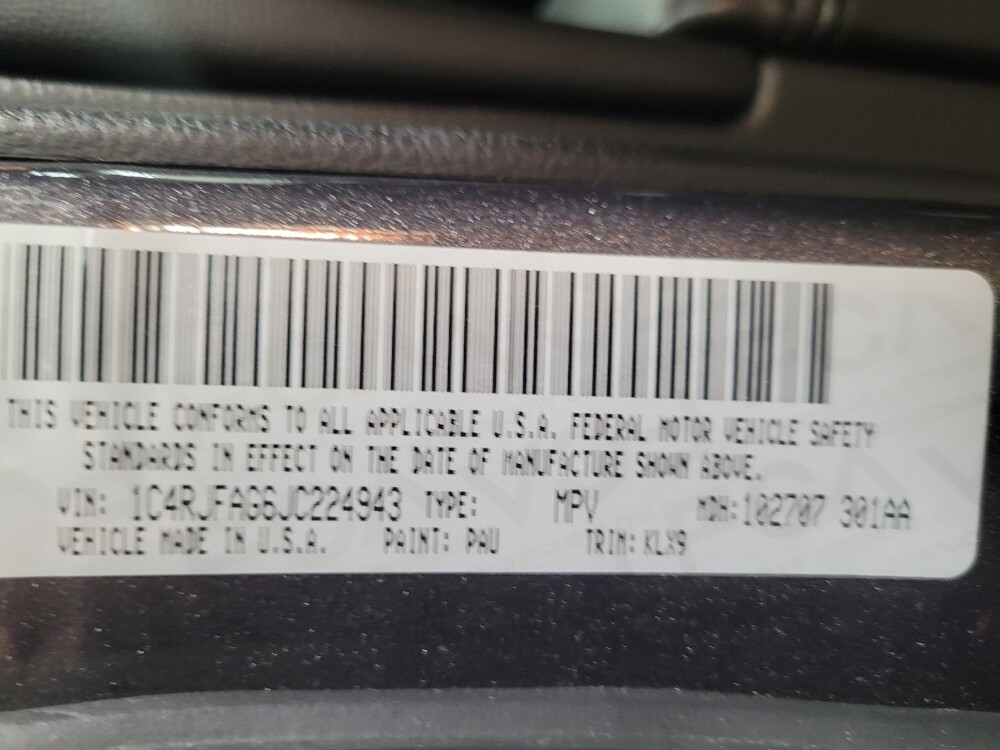 THIS VEHICLE CONFORMS TO ALL APPLICABLE U.S.A. FEDERAL MOTOR VEHICLE SAFETY
STANDARDS IN EFFECT ON THE DATE OF MANUFACTURE SHOWN ABOVE.
VIN: 1C4RJFAG6JC224943 TYPE: MPV MDH:102707 301AA
VEHICLE MADE IN U.S.A. PAINT: PAU TRIM: KLX9